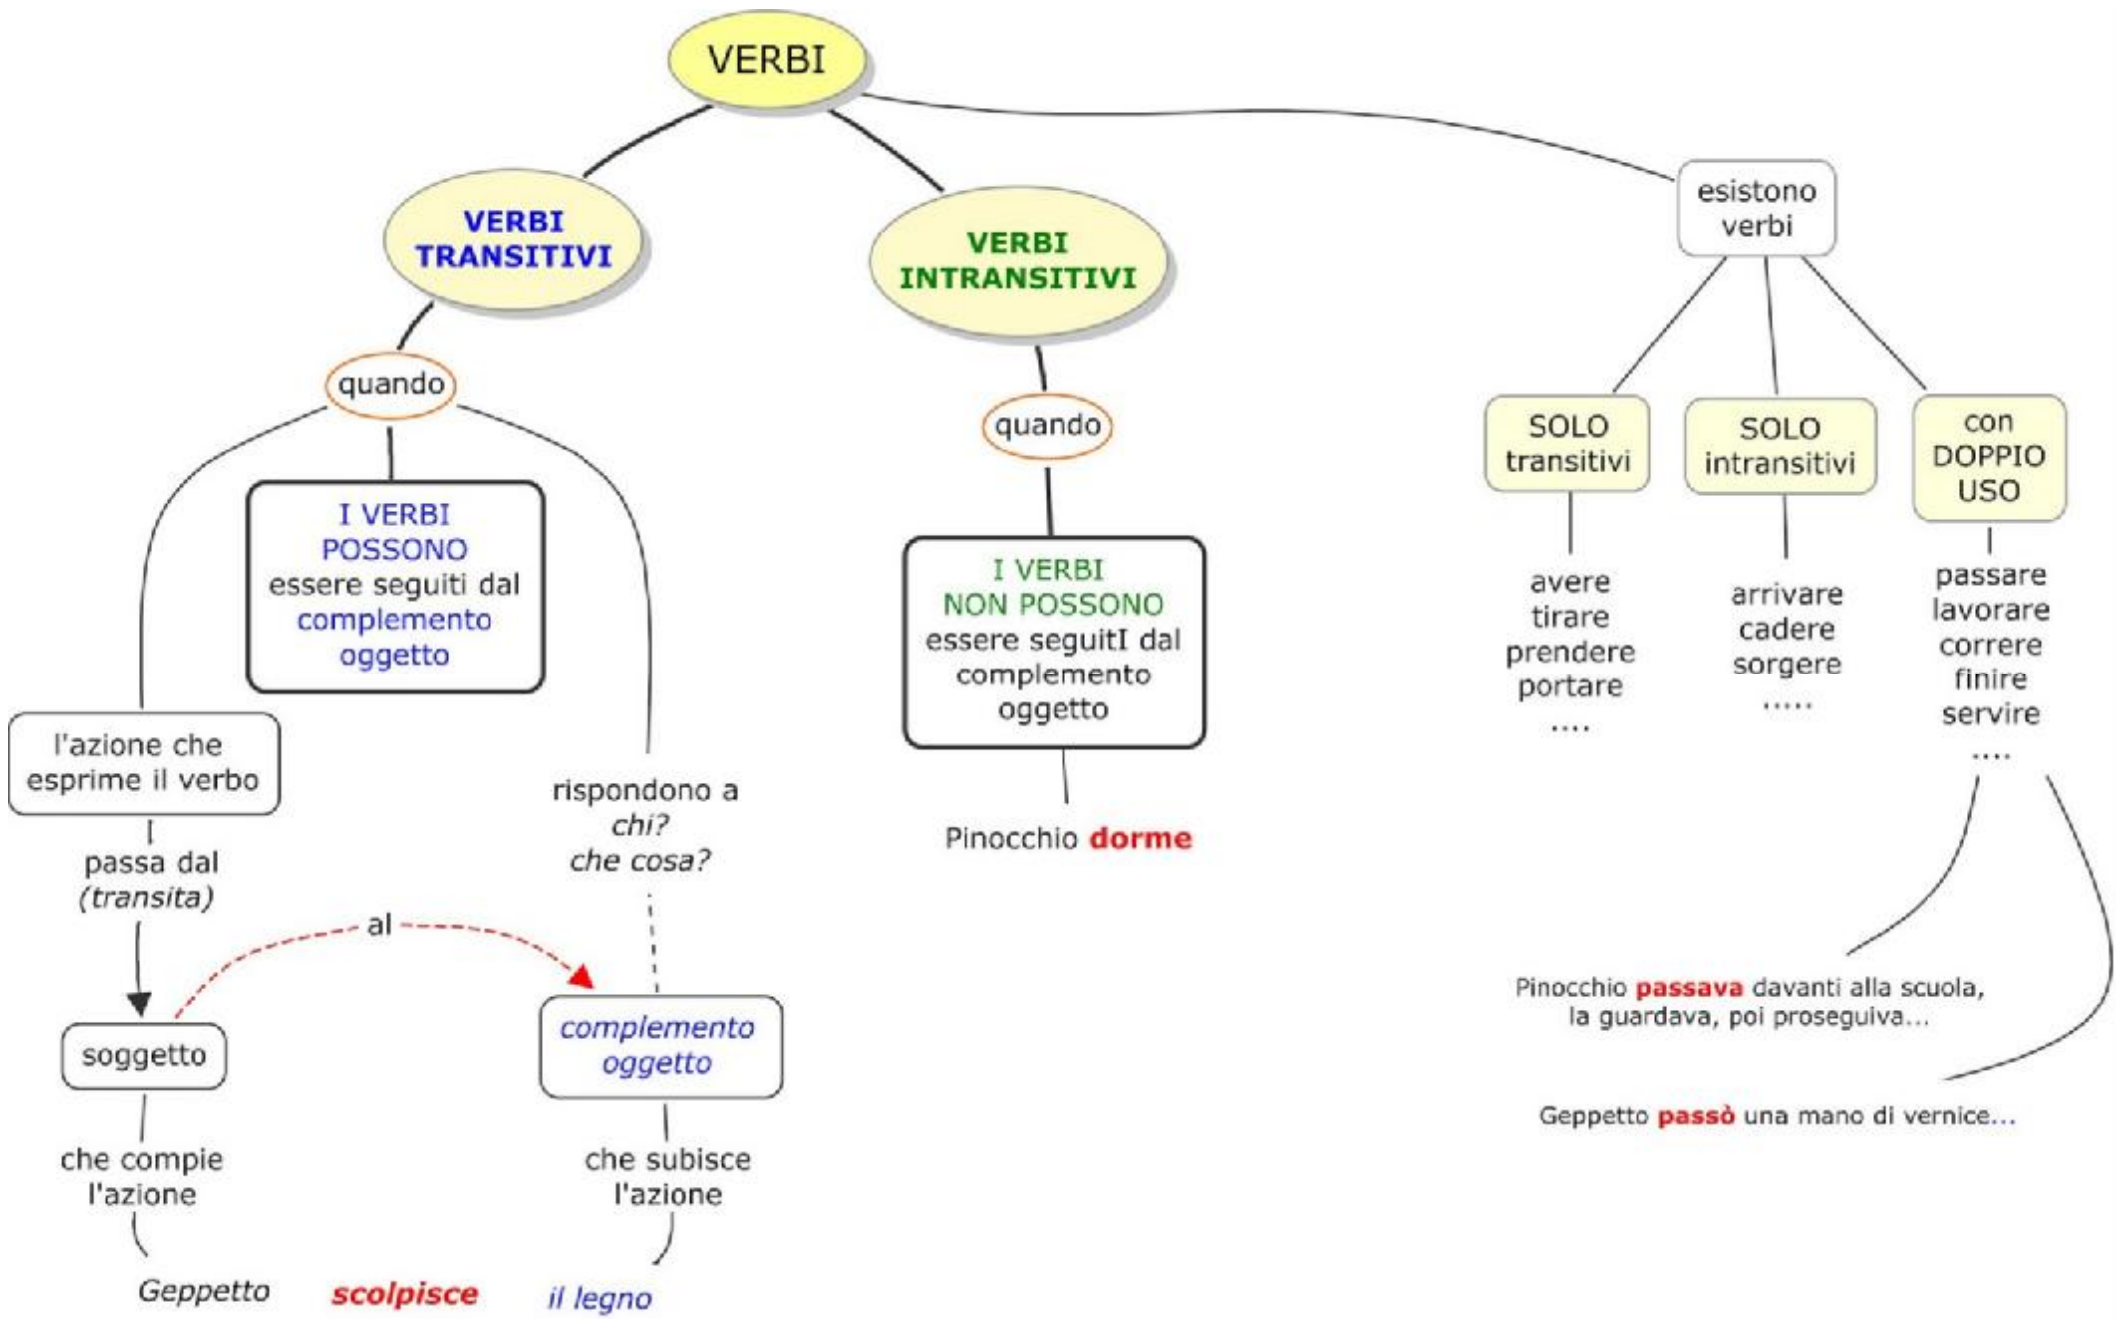 VERBI
VERBI
TRANSITIVI
quando
l'azione che
esprime il verbo
passa dal
(transita)
soggetto
al
che compie
l'azione
I VERBI
POSSONO
essere seguiti dal
complemento
oggetto
rispondono a
chi?
che cosa?
complemento
oggetto
che subisce
l'azione
Geppetto scolpisce il legno
VERBI
INTRANSITIVI
quando
I VERBI
NON POSSONO
essere seguitI dal
complemento
oggetto
Pinocchio dorme
esistono
verbi
SOLO
transitivi
avere
tirare
prendere
portare
....
SOLO
intransitivi
arrivare
cadere
sorgere
.....
con
DOPPIO
USO
passare
lavorare
correre
finire
servire
....
Pinocchio passava davanti alla scuola,
la guardava, poi proseguiva...
Geppetto passò una mano di vernice...